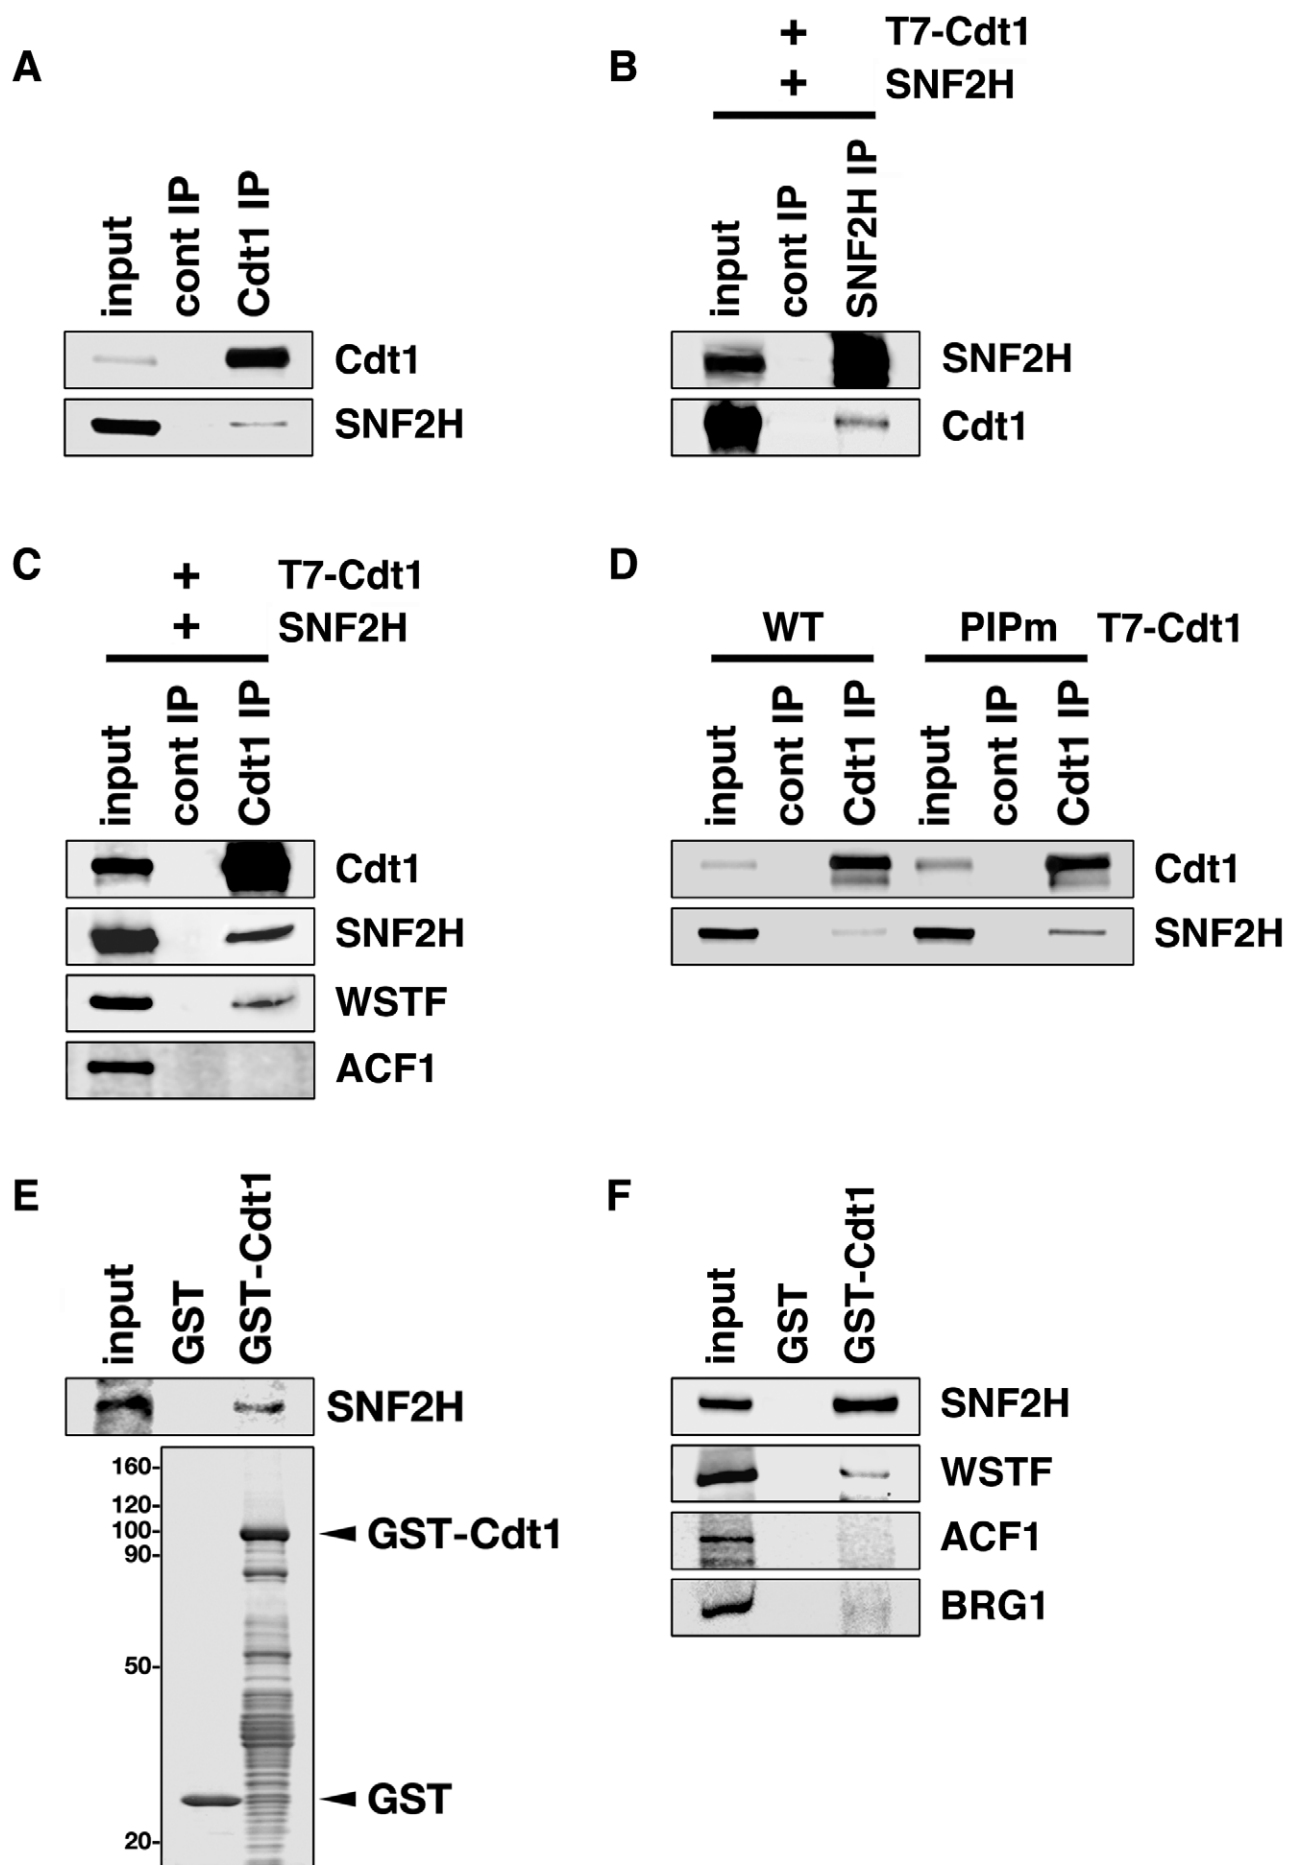 A
input
cont IP
Cdt1 IP
Cdt1
SNF2H
B
+ T7-Cdt1
+ SNF2H
input
cont IP
SNF2H IP
SNF2H
Cdt1
C
+ T7-Cdt1
+ SNF2H
input
cont IP
Cdt1 IP
Cdt1
SNF2H
WSTF
ACF1
D
WT PIPm T7-Cdt1
input
cont IP
Cdt1 IP
input
cont IP
Cdt1 IP
Cdt1
SNF2H
E
input
GST
GST-Cdt1
SNF2H
160-
120-
100-
90-
50-
20-
GST-Cdt1
GST
F
input
GST
GST-Cdt1
SNF2H
WSTF
ACF1
BRG1